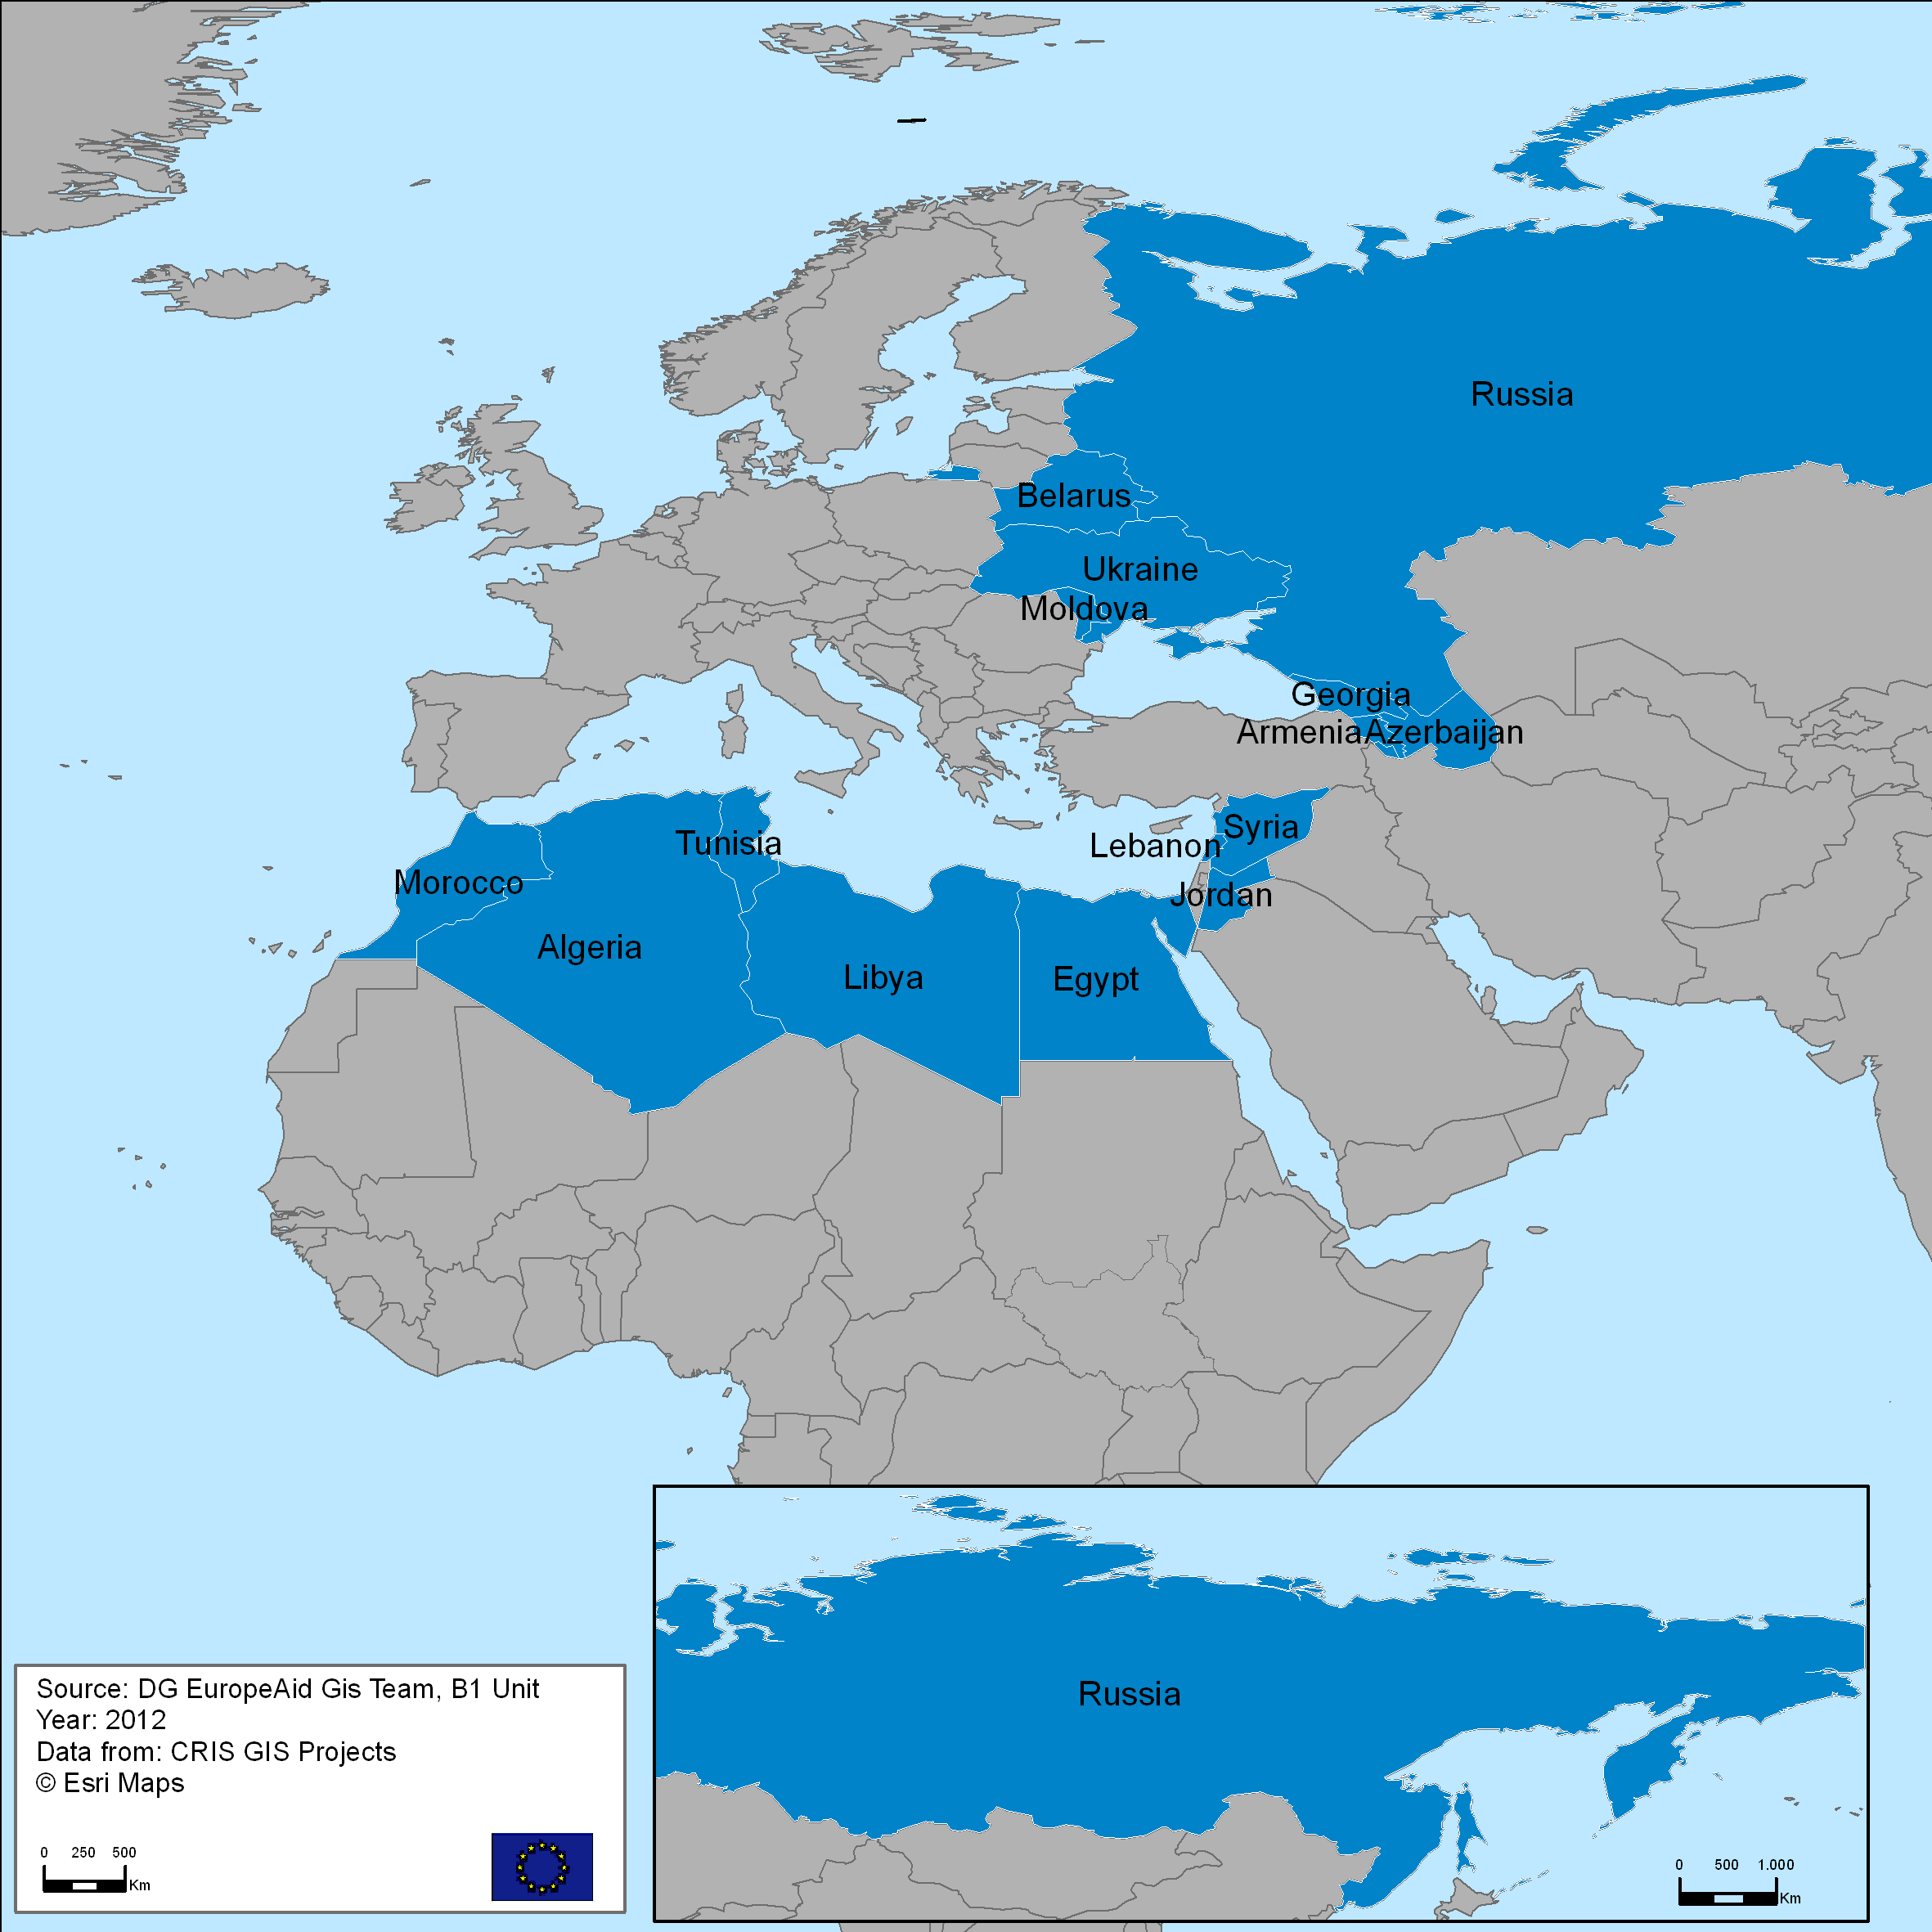 Russia
Belarus
Ukraine
Moldova
Georgia
Armenia Azerbaijan
Tunisia
Syria
Lebanon
Morocco
Jordan
Algeria
Libya
Egypt
Russia
Source: DG EuropeAid Gis Team, B1 Unit
Year: 2012
Data from: CRIS GIS Projects
© Esri Maps
0 250 500
Km
0 500 1.000
Km